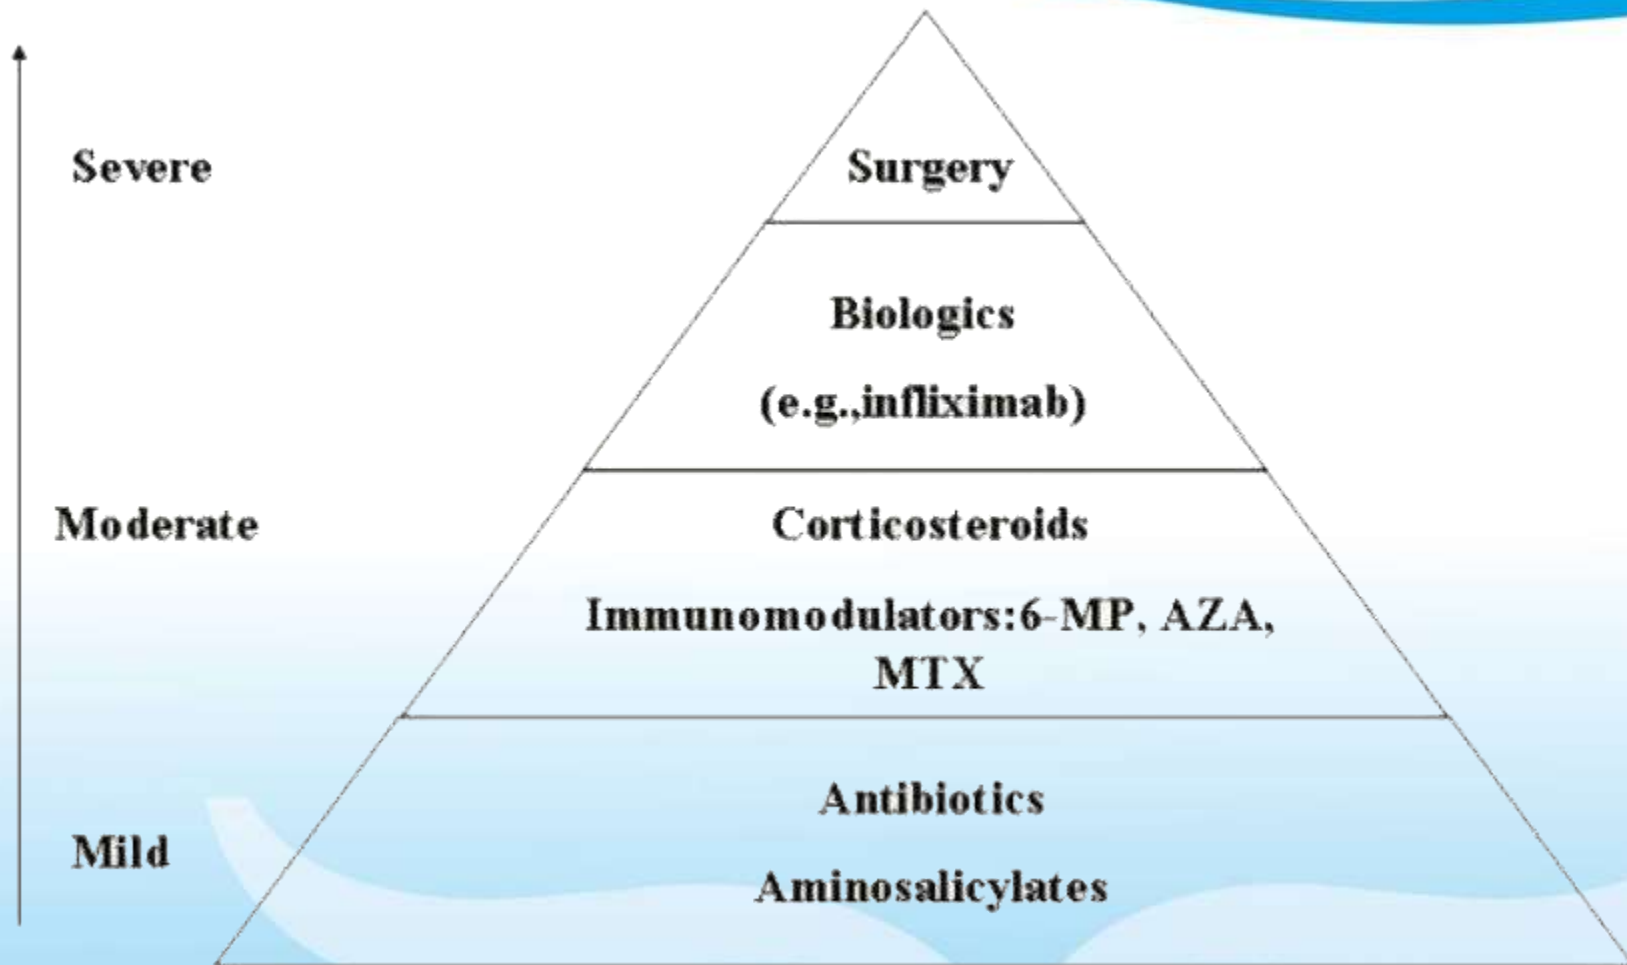 Severe
Surgery
Biologics
(e.g.,infliximab)
Moderate
Corticosteroids
Immunomodulators:6-MP, AZA,
MTX
Antibiotics
Mild
Aminosalicylates